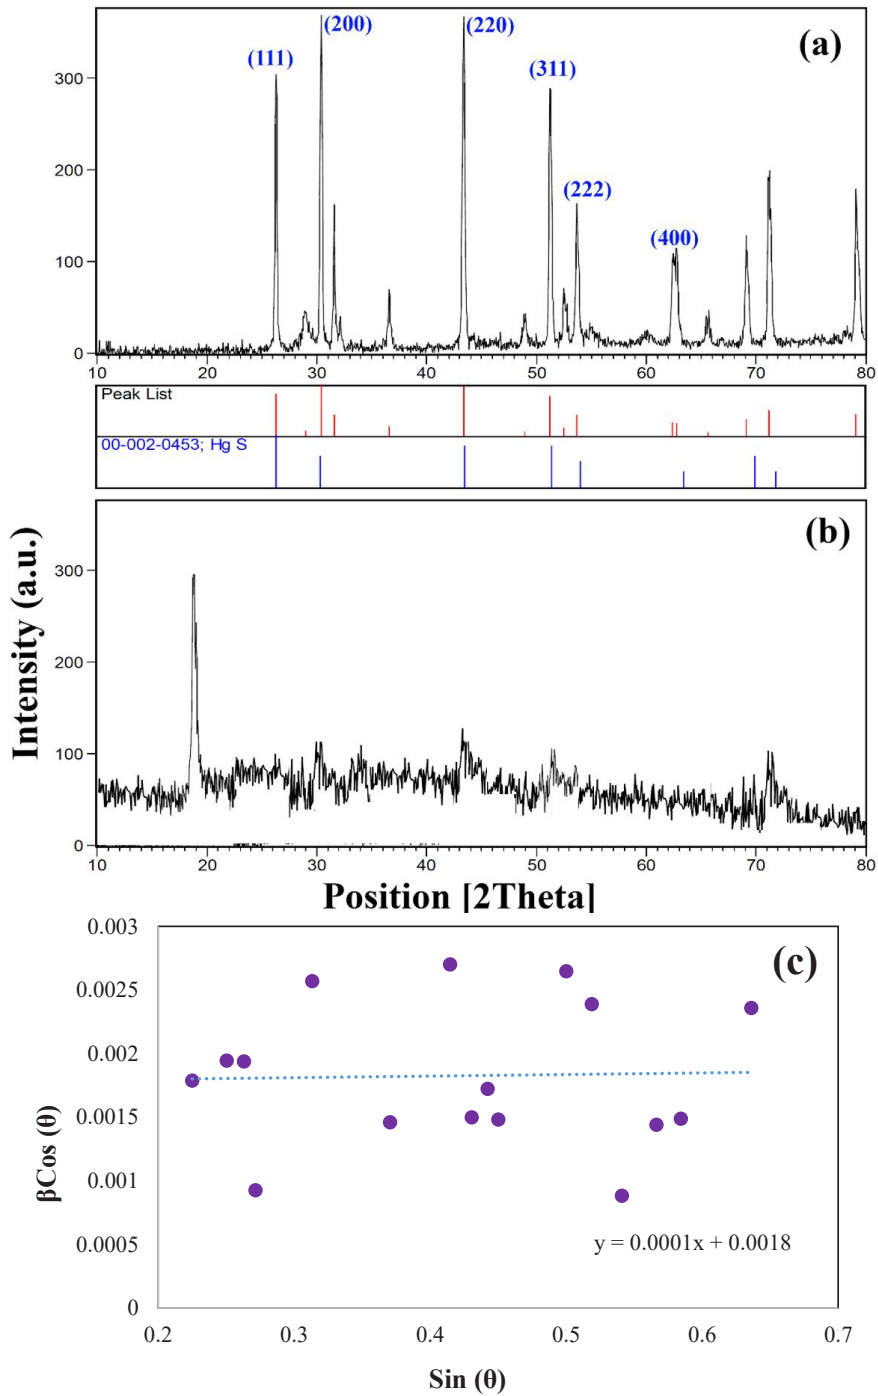 (a)
(111)
(200)
(220)
(311)
(222)
(400)
300
200
100
0
10 20 30 40 50 60 70 80
Peak List
00-002-0453; Hg S
(b)
Intensity (a.u.)
300
200
100
0
10 20 30 40 50 60 70 80
Position [2Theta]
(c)
βCos (θ)
0.003
0.0025
0.002
0.0015
0.001
0.0005
0
y = 0.0001x + 0.0018
0.2 0.3 0.4 0.5 0.6 0.7
Sin (θ)